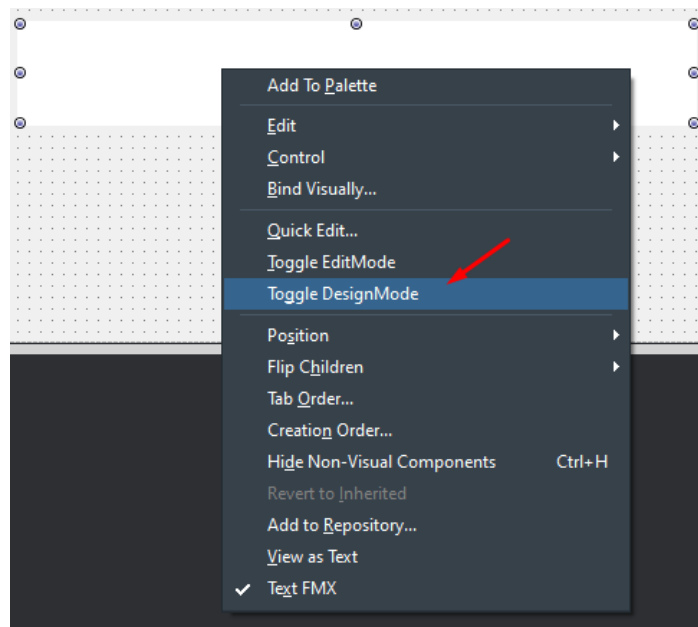 Add To Palette
Edit
Control
Bind Visually...
Quick Edit...
Toggle EditMode
Toggle DesignMode
Position
Flip Children
Tab Order...
Creation Order...
Hide Non-Visual Components Ctrl+H
Revert to Inherited
Add to Repository...
View as Text
Text FMX